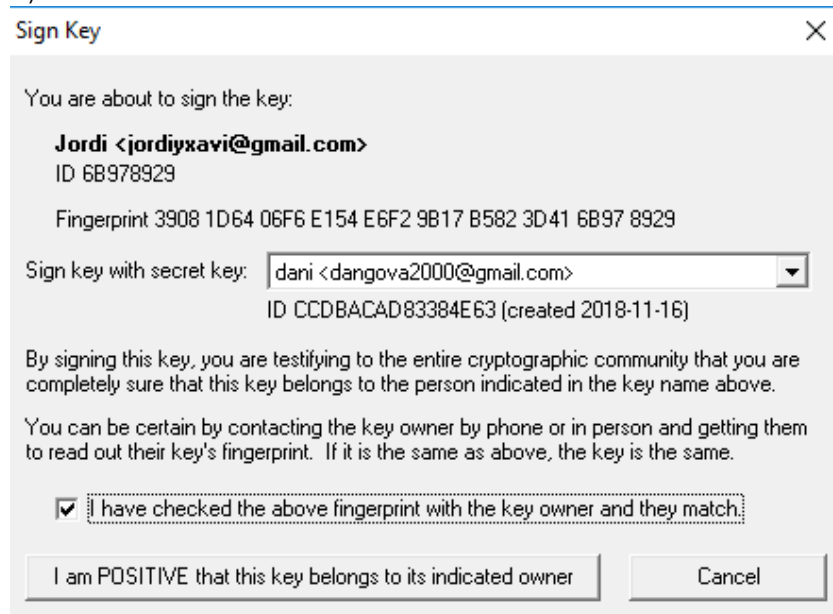 Sign Key
You are about to sign the key:
Jordi <jordiyxavi@gmail.com>
ID 6B978929
Fingerprint 3908 1D64 06F6 E154 E6F2 9B17 B582 3D41 6B97 8929
Sign key with secret key: dani <dangova2000@gmail.com>
ID CCDBACAD83384E63 (created 2018-11-16)
By signing this key, you are testifying to the entire cryptographic community that you are
completely sure that this key belongs to the person indicated in the key name above.
You can be certain by contacting the key owner by phone or in person and getting them
to read out their key's fingerprint. If it is the same as above, the key is the same.
I have checked the above fingerprint with the key owner and they match.
I am POSITIVE that this key belongs to its indicated owner Cancel